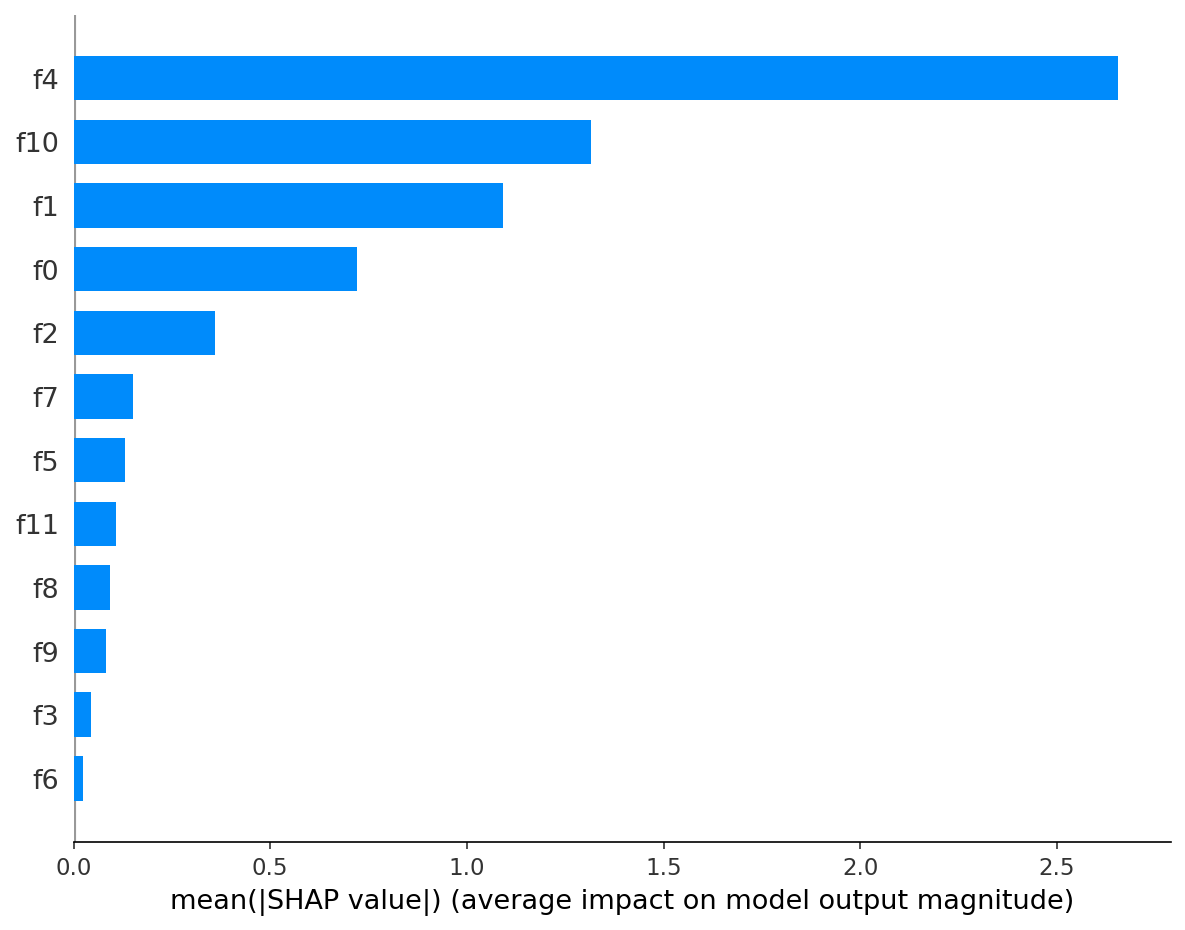 f4
f10
f1
f0
f2
f7
f5
f11
f8
f9
f3
f6
0.0 0.5 1.0 1.5 2.0 2.5
mean(|SHAP value|) (average impact on model output magnitude)